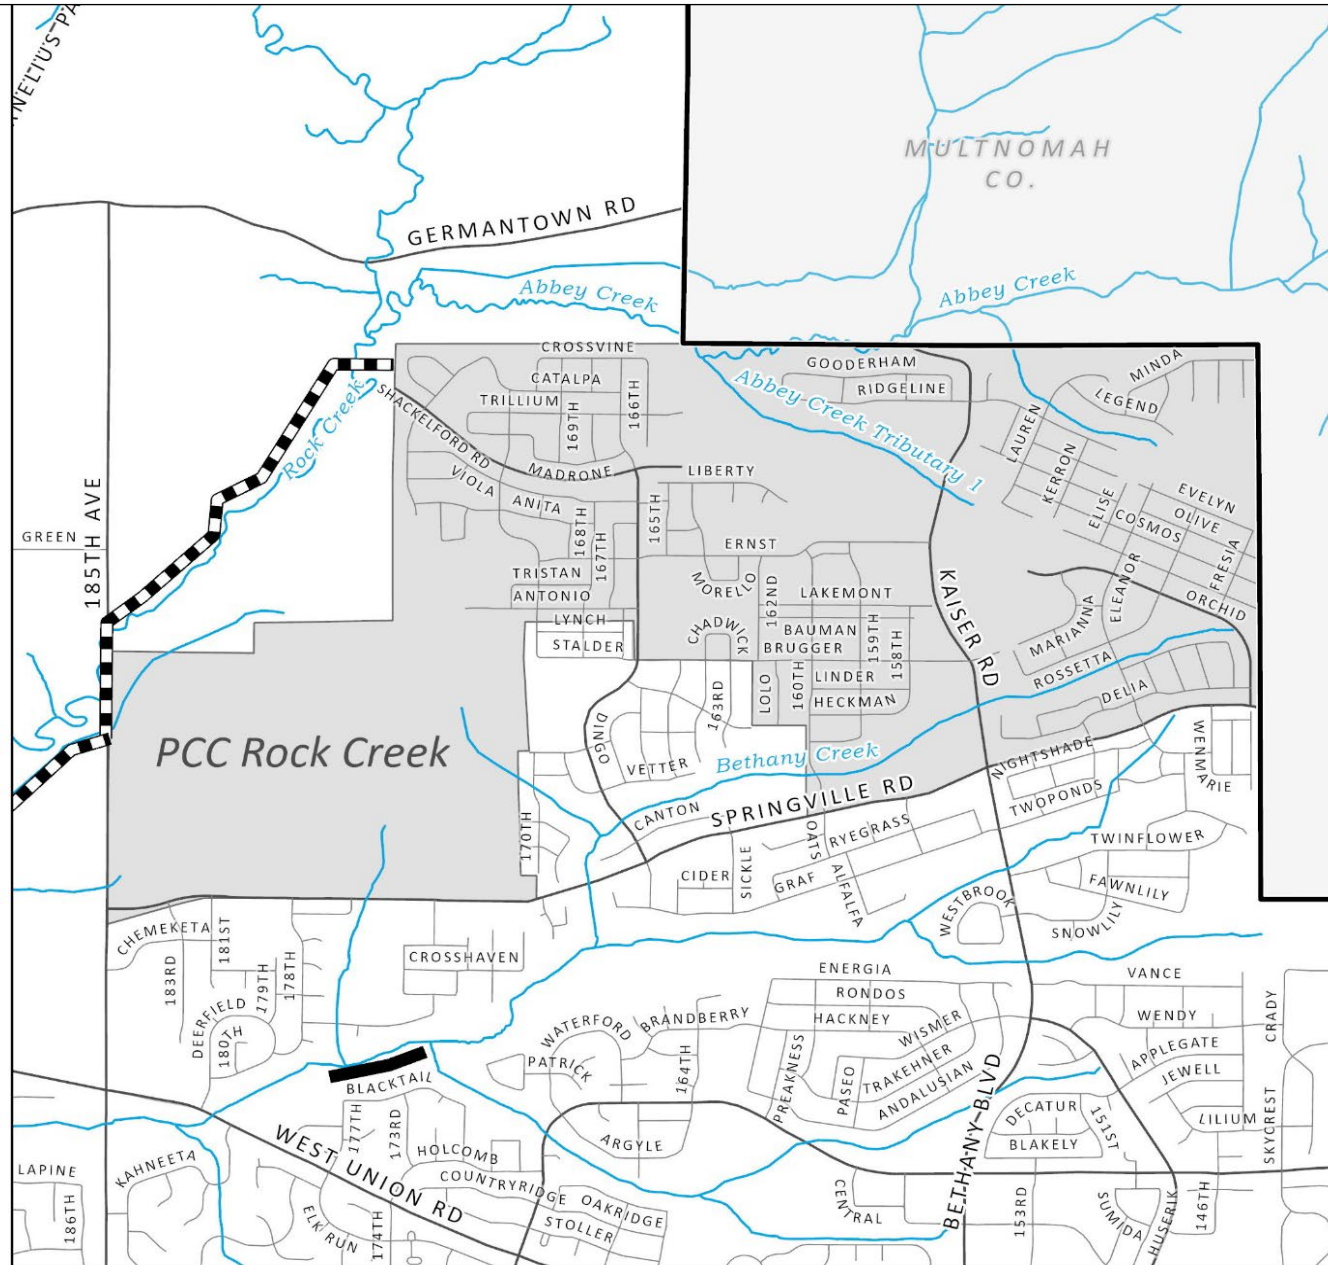 GERMANTOWN RD
MULTNOMAH
CO.
Abbey Creek
Abbey Creek
CROSSVINE
CATALPA
TRILLIUM
169TH
166TH
GOODERHAM
RIDGELINE
MINDA
LEGEND
Abbey Creek Tributary 1
SHACKELFORD RD
Rock Creek
LAUREN
KERRON
MADRONE
LIBERTY
VIOLA
ANITA
185TH AVE
GREEN
168TH
167TH
165TH
ELISE
COSMOS
EVELYN
OLIVE
FRESIA
ERNST
TRISTAN
ANTONIO
MORELLO
162ND
LAKEMONT
KAISER RD
ELEANOR
ORCHID
MARIANNA
LYNCH
STALDER
CHADWICK
BAUMAN
BRUGGER
159TH
158TH
ROSSETTA
LINDER
HECKMAN
160TH
LOLO
163RD
DELIA
PCC Rock Creek
DINGO
VETTER
Bethany Creek
NIGHTSHADE
WENMARIE
CANTON
SPRINGVILLE RD
TWOPONDS
170TH
OATS
RYEGRASS
TWINFLOWER
CIDER
SICKLE
GRAF
ALFALFA
FAWNLILY
WESTBROOK
SNOWLILY
CHEMEKETA
181ST
183RD
179TH
178TH
CROSSHAVEN
ENERGIA
RONDOS
HACKNEY
VANCE
WENDY
CRADY
DEERFIELD
180TH
WATERFORD
BRANDBERRY
WISMER
APPLEGATE
PATRICK
164TH
PREAKNESS
PASEO
TRAKEHNER
ANDALUSIAN
JEWELL
LILIUM
BLACKTAIL
177TH
173RD
BETHANY BLVD
DECATUR
BLAKELY
151ST
SKYCREST
WEST UNION RD
HOLCOMB
ARGYLE
LAPINE
KAHNEETA
COUNTRYRIDGE
OAKRIDGE
STOLLER
186TH
ELK RUN
174TH
CENTRAL
153RD
SUMIDA
HUSERIK
146TH